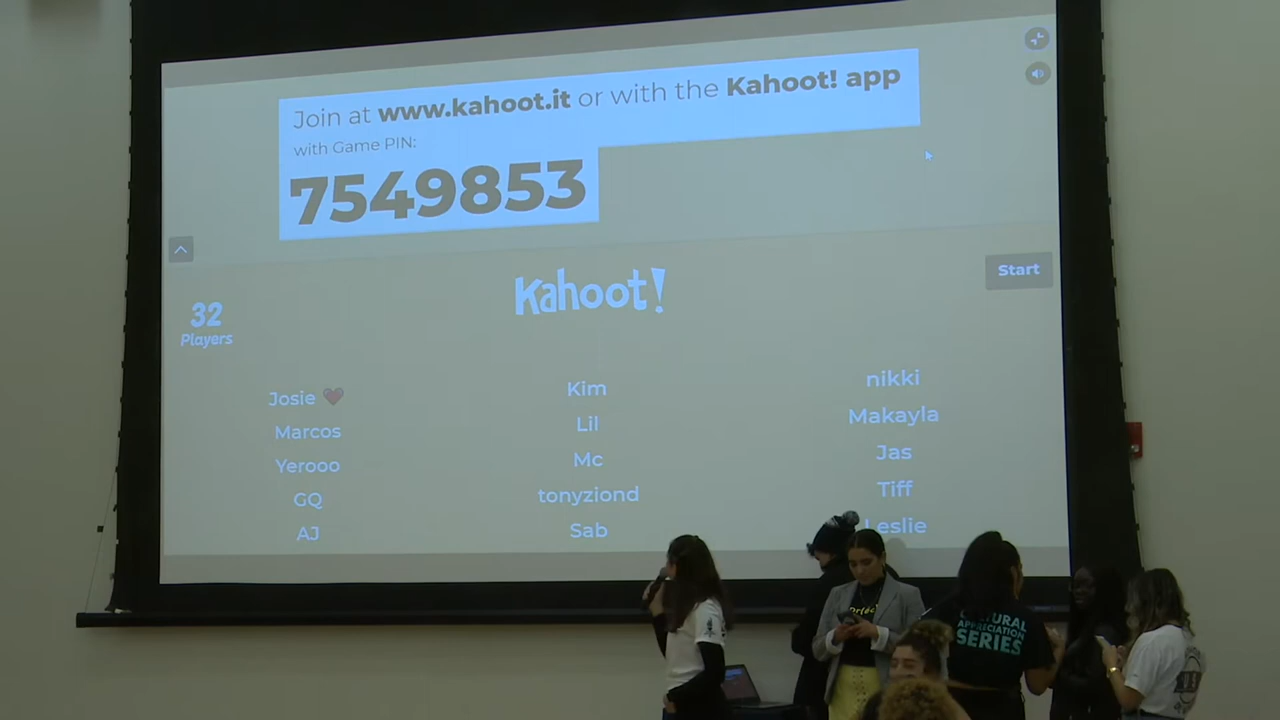 Join at www.kahoot.it or with the Kahoot! app
with Game PIN:
7549853
Kahoot!
Start
32
Players
Josie
Kim
nikki
Marcos
Lil
Makayla
Yerooo
Mc
Jas
GQ
tonyziond
Tiff
AJ
Sab
Leslie
APPRECIATION
SERIES